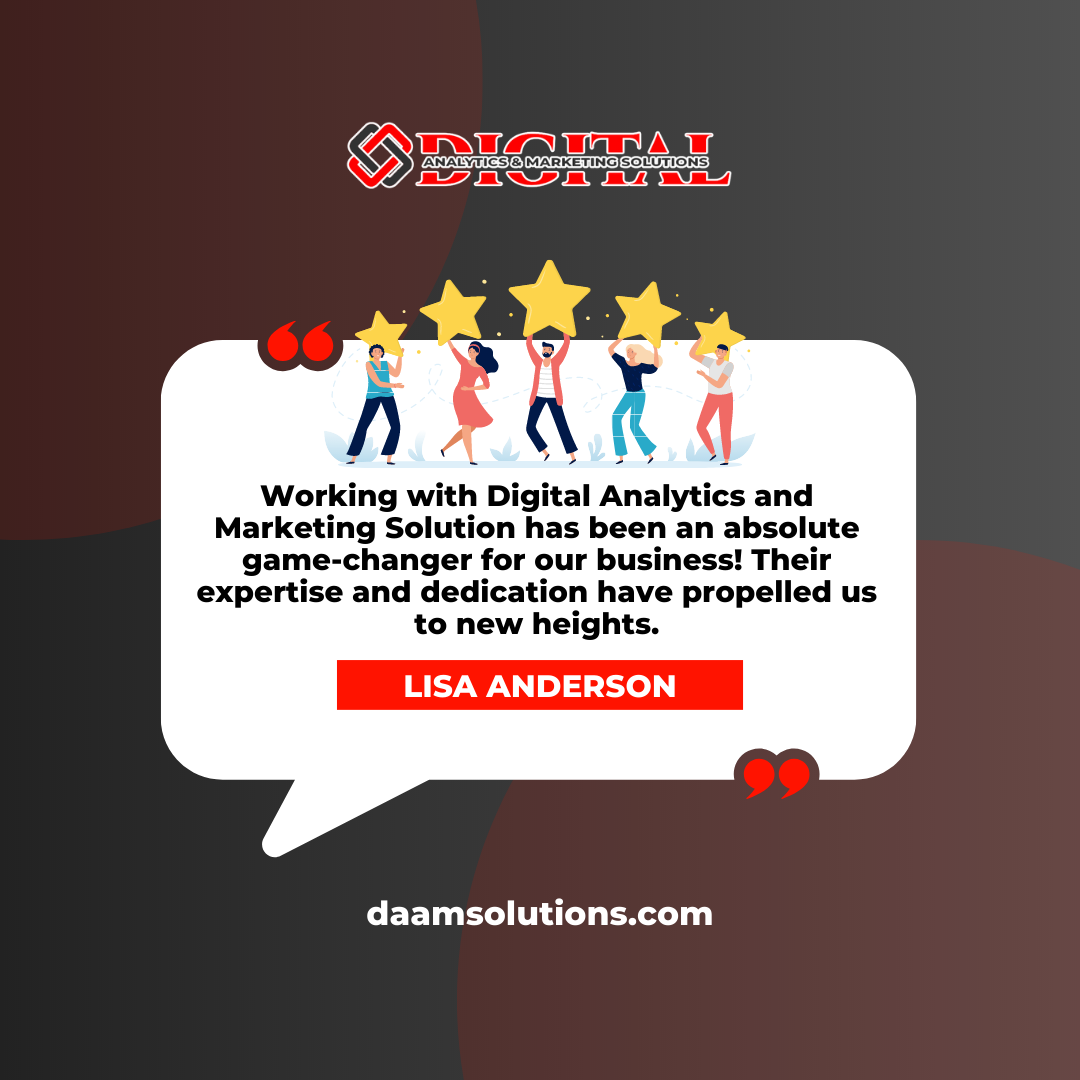 DIGITAL
ANALYTICS & MARKETING SOLUTIONS
Working with Digital Analytics and
Marketing Solution has been an absolute
game-changer for our business! Their
expertise and dedication have propelled us
to new heights.
LISA ANDERSON
daamsolutions.com